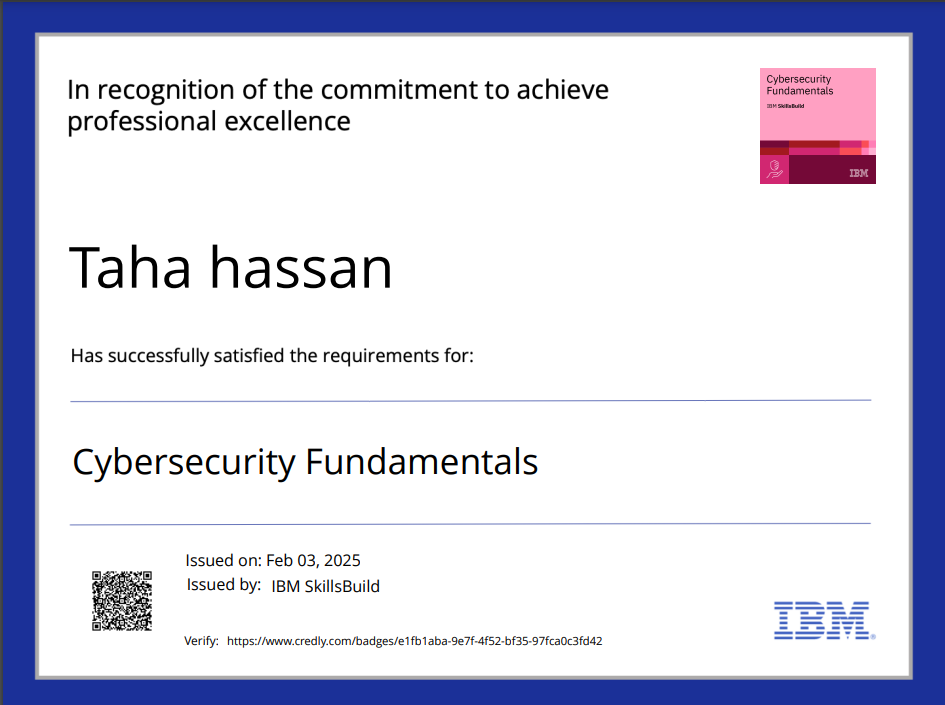 In recognition of the commitment to achieve
professional excellence
Cybersecurity
Fundamentals
IBM SkillsBuild
IBM
Taha hassan
Has successfully satisfied the requirements for:
Cybersecurity Fundamentals
Issued on: Feb 03, 2025
Issued by: IBM SkillsBuild
Verify: https://www.credly.com/badges/e1fb1aba-9e7f-4f52-bf35-97fca0c3fd42
IBM®